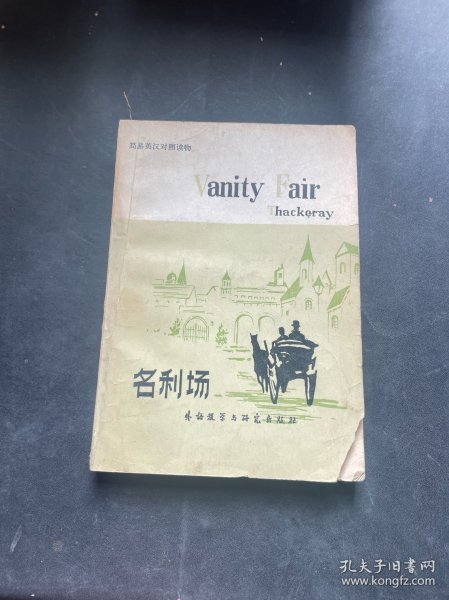 简易英汉对照读物
Vanity Fair
Thackeray
名利场
外语教学与研究出版社
孔夫子旧书网
www.kongfz.com